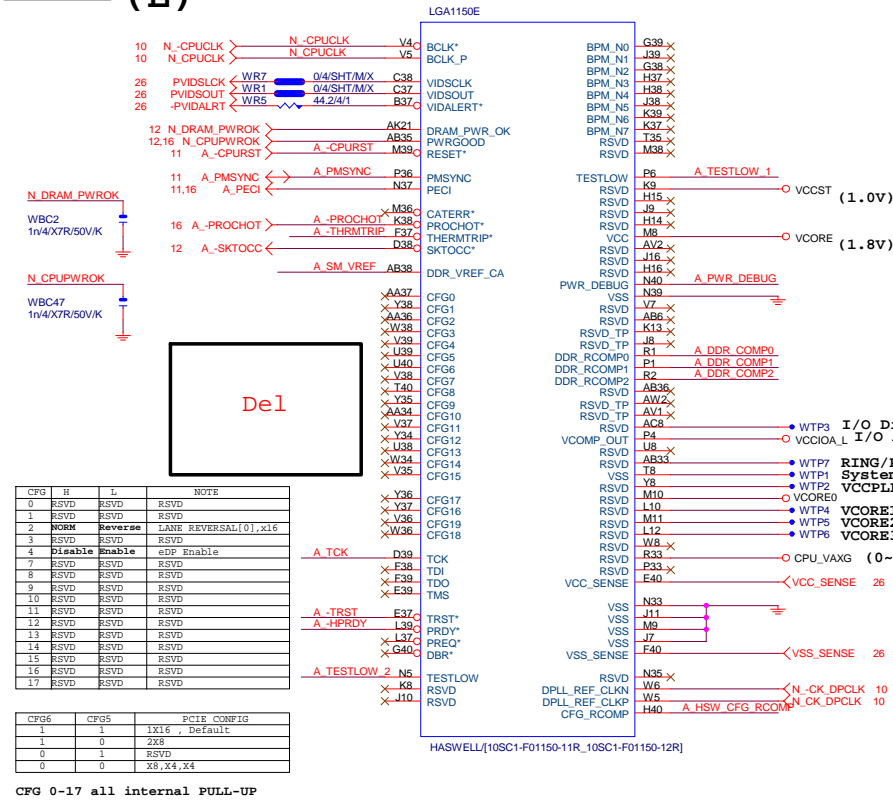 (E)
LGA1150E
10 N_-CPUCLK N_-CPUCLK V4 BCLK*
10 N_CPUCLK N_CPUCLK V5 BCLK_P
26 PVIDSLCK WR7 0/4/SHT/M/X C38 VIDSCLK
26 PVIDSOUT WR1 0/4/SHT/M/X C37 VIDSOUT
26 -PVIDALRT WR5 44.2/4/1 B37 VIDALERT*
12 N_DRAM_PWROK AK21 DRAM_PWR_OK
12,16 N_CPUPWROK AB35 PWRGOOD
11 A_-CPURST A_-CPURST M39 RESET*
11 A_PMSYNC A_PMSYNC P36 PMSYNC
11,16 A_PECI N37 PECI
M36 CATERR*
16 A_-PROCHOT A_-PROCHOT K38 PROCHOT*
A_-THRMTRIP F37 THERMTRIP*
12 A_-SKTOCC D38 SKTOCC*
A_SM_VREF AB38 DDR_VREF_CA
N_DRAM_PWROK
WBC2
1n/4/X7R/50V/K
N_CPUPWROK
WBC47
1n/4/X7R/50V/K
Del
AA37 CFG0
Y38 CFG1
AA36 CFG2
W38 CFG3
V39 CFG4
U39 CFG5
U40 CFG6
V38 CFG7
T40 CFG8
Y35 CFG9
AA34 CFG10
V37 CFG11
Y34 CFG12
U38 CFG13
W34 CFG14
V35 CFG15
Y36 CFG17
Y37 CFG16
V36 CFG19
W36 CFG18
A_TCK D39 TCK
F38 TDI
F39 TDO
E39 TMS
A_-TRST E37 TRST*
A_-HPRDY L39 PRDY*
L37 PREQ*
G40 DBR*
A_TESTLOW_2 N5 TESTLOW
K8 RSVD
J10 RSVD
BPM_N0 G39
BPM_N1 J39
BPM_N2 G38
BPM_N3 H37
BPM_N4 H38
BPM_N5 J38
BPM_N6 K39
BPM_N7 K37
RSVD T35
RSVD M38
TESTLOW P6 A_TESTLOW_1
RSVD K9 VCCST (1.0V)
RSVD H15
RSVD J9
RSVD H14
VCC M8 VCORE (1.8V)
RSVD AV2
RSVD J16
RSVD H16
PWR_DEBUG N40 A_PWR_DEBUG
VSS N39
RSVD V7
RSVD AB6
RSVD_TP K13
RSVD_TP J8
DDR_RCOMP0 R1 A_DDR_COMP0
DDR_RCOMP1 P1 A_DDR_COMP1
DDR_RCOMP2 R2 A_DDR_COMP2
RSVD AB36
RSVD_TP AW2
RSVD_TP AV1
RSVD AC8 WTP3 I/O Di
VCOMP_OUT P4 VCCIOA_L I/O
RSVD U8
RSVD AB33 WTP7 RING/
VSS T8 WTP1 System
RSVD Y8 WTP2 VCCPLL
RSVD M10 VCORE0
RSVD L10 WTP4 VCORE1
RSVD M11 WTP5 VCORE2
RSVD L12 WTP6 VCORE3
RSVD W8
RSVD R33 CPU_VAXG (0~
RSVD P33
VCC_SENSE E40 VCC_SENSE 26
VSS N33
VSS J11
VSS M9
VSS J7
VSS_SENSE F40 VSS_SENSE 26
RSVD N35
DPLL_REF_CLKN W6 N_-CK_DPCLK 10
DPLL_REF_CLKP W5 N_CK_DPCLK 10
CFG_RCOMP H40 A_HSW_CFG_RCOMP
HASWELL/[10SC1-F01150-11R_10SC1-F01150-12R]
CFG H L NOTE
0 RSVD RSVD RSVD
1 RSVD RSVD RSVD
2 NORM Reverse LANE REVERSAL[0],x16
3 RSVD RSVD RSVD
4 Disable Enable eDP Enable
7 RSVD RSVD RSVD
8 RSVD RSVD RSVD
9 RSVD RSVD RSVD
10 RSVD RSVD RSVD
11 RSVD RSVD RSVD
12 RSVD RSVD RSVD
13 RSVD RSVD RSVD
14 RSVD RSVD RSVD
15 RSVD RSVD RSVD
16 RSVD RSVD RSVD
17 RSVD RSVD RSVD
CFG6 CFG5 PCIE CONFIG
1 1 1X16 , Default
1 0 2X8
0 1 RSVD
0 0 X8,X4,X4
CFG 0-17 all internal PULL-UP